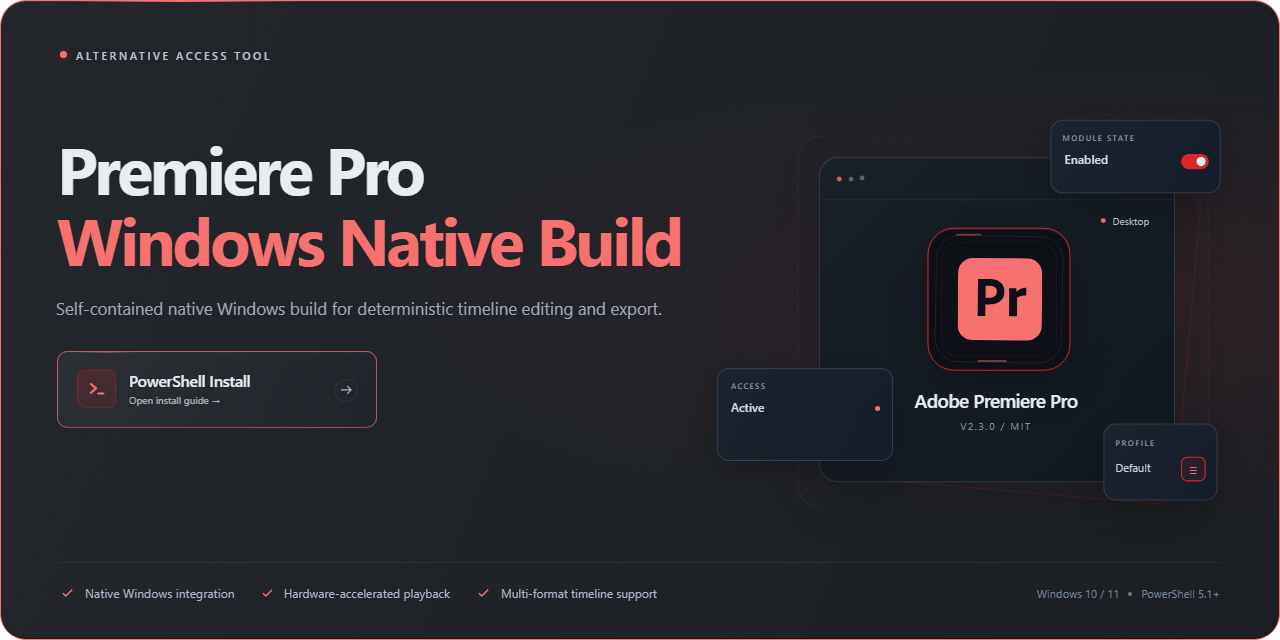 ALTERNATIVE ACCESS TOOL
Premiere Pro
Windows Native Build
Self-contained native Windows build for deterministic timeline editing and export.
>_
PowerShell Install
Open install guide →
→
MODULE STATE
Enabled
Desktop
Pr
ACCESS
Active
Adobe Premiere Pro
V2.3.0 / MIT
PROFILE
Default
Native Windows integration
Hardware-accelerated playback
Multi-format timeline support
Windows 10 / 11 • PowerShell 5.1+